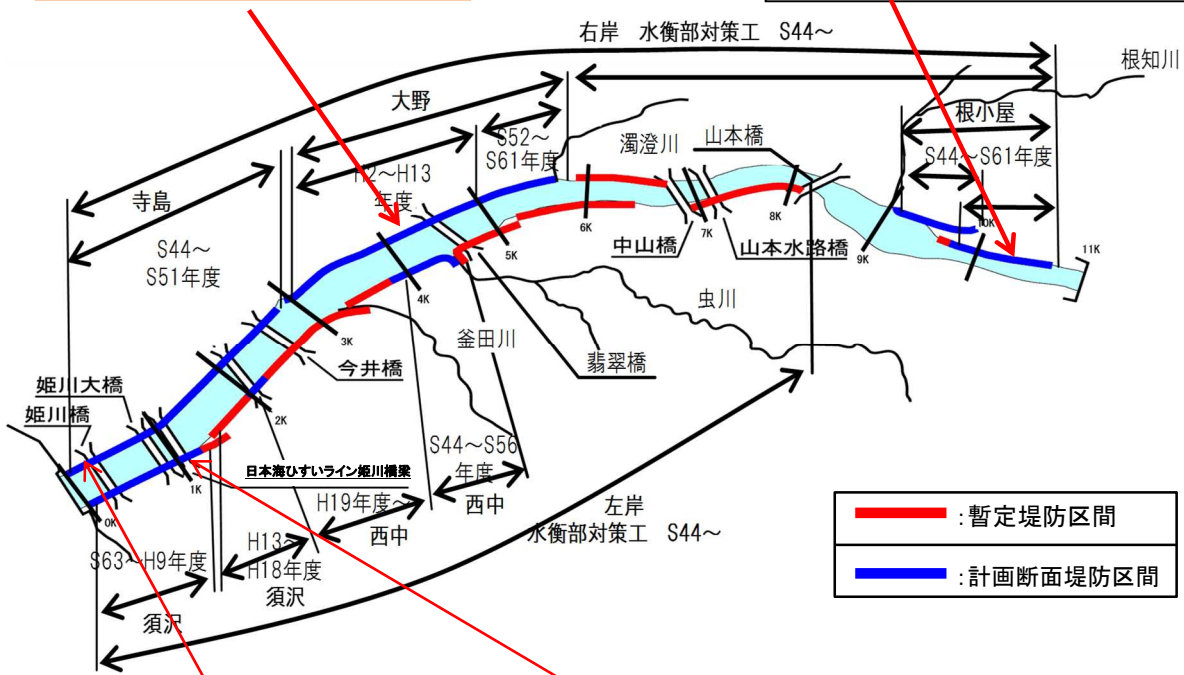 右岸 水衝部対策工 S44～
根知川
大野
根小屋
S52～
S61年度
濁澄川
山本橋
S44～S61年度
H2～H13
年度
寺島
S44～
S51年度
10K
11K
9K
8K
7K
6K
5K
4K
3K
2K
1K
0K
中山橋
山本水路橋
虫川
釜田川
翡翠橋
今井橋
姫川大橋
姫川橋
日本海ひすいライン姫川橋梁
S44～S56
年度
西中
H19年度～
西中
左岸
水衡部対策工 S44～
H13～
H18年度
須沢
S63～H9年度
須沢
:暫定堤防区間
:計画断面堤防区間